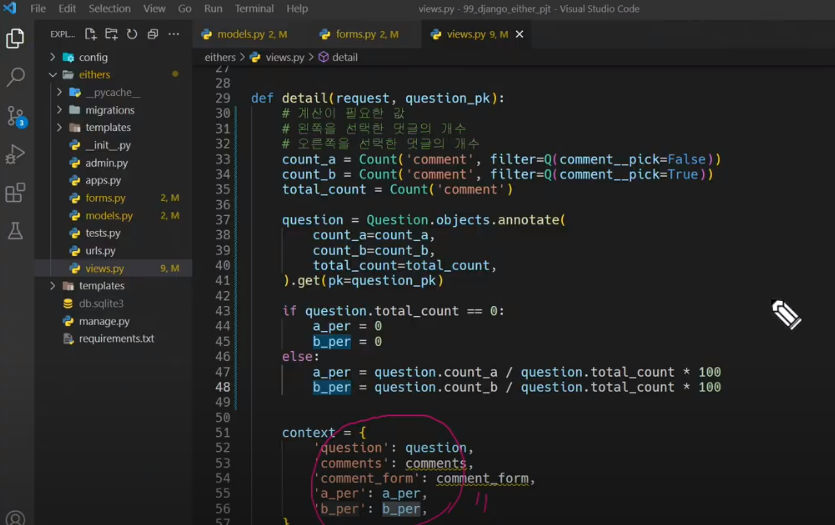 File Edit Selection View Go Run Terminal Help
views.py - 99_django_either_pjt - Visual Studio Code
EXPL...
models.py 2, M
forms.py 2, M
views.py 9, M
eithers > views.py > detail
config
eithers
__pycache__
migrations
templates
__init__.py
admin.py
apps.py
forms.py 2, M
models.py 2, M
tests.py
urls.py
views.py 9, M
templates
db.sqlite3
manage.py
requirements.txt
3
27
28
29 def detail(request, question_pk):
30 # 계산이 필요한 값
31 # 왼쪽을 선택한 댓글의 개수
32 # 오른쪽을 선택한 댓글의 개수
33 count_a = Count('comment', filter=Q(comment__pick=False))
34 count_b = Count('comment', filter=Q(comment__pick=True))
35 total_count = Count('comment')
36
37 question = Question.objects.annotate(
38 count_a=count_a,
39 count_b=count_b,
40 total_count=total_count,
41 ).get(pk=question_pk)
42
43 if question.total_count == 0:
44 a_per = 0
45 b_per = 0
46 else:
47 a_per = question.count_a / question.total_count * 100
48 b_per = question.count_b / question.total_count * 100
49
50
51 context = {
52 'question': question,
53 'comments': comments,
54 'comment_form': comment_form,
55 'a_per': a_per,
56 'b_per': b_per,
57 }